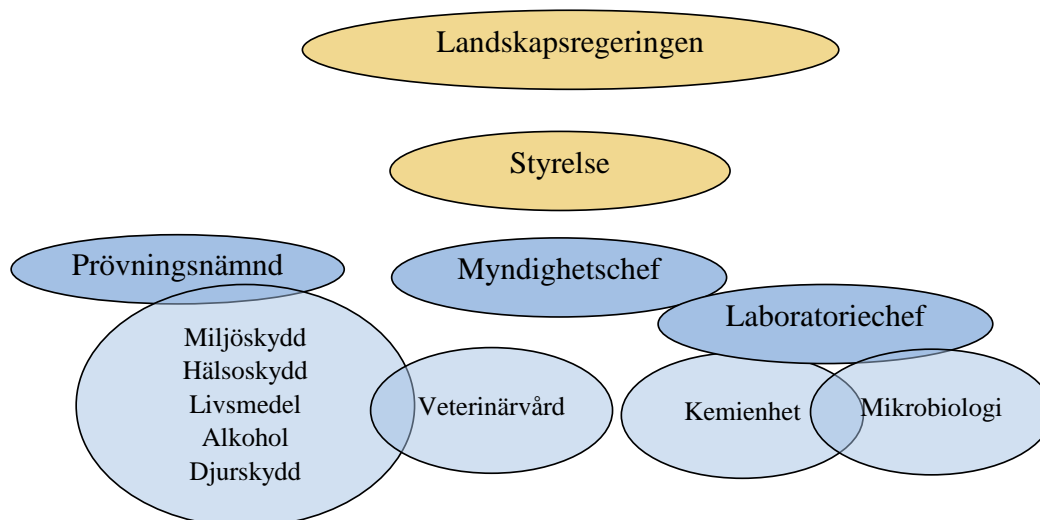 Landskapsregeringen
Styrelse
Prövningsnämnd
Myndighetschef
Laboratoriechef
Miljöskydd
Hälsoskydd
Livsmedel
Alkohol
Djurskydd
Veterinärvård
Kemienhet
Mikrobiologi